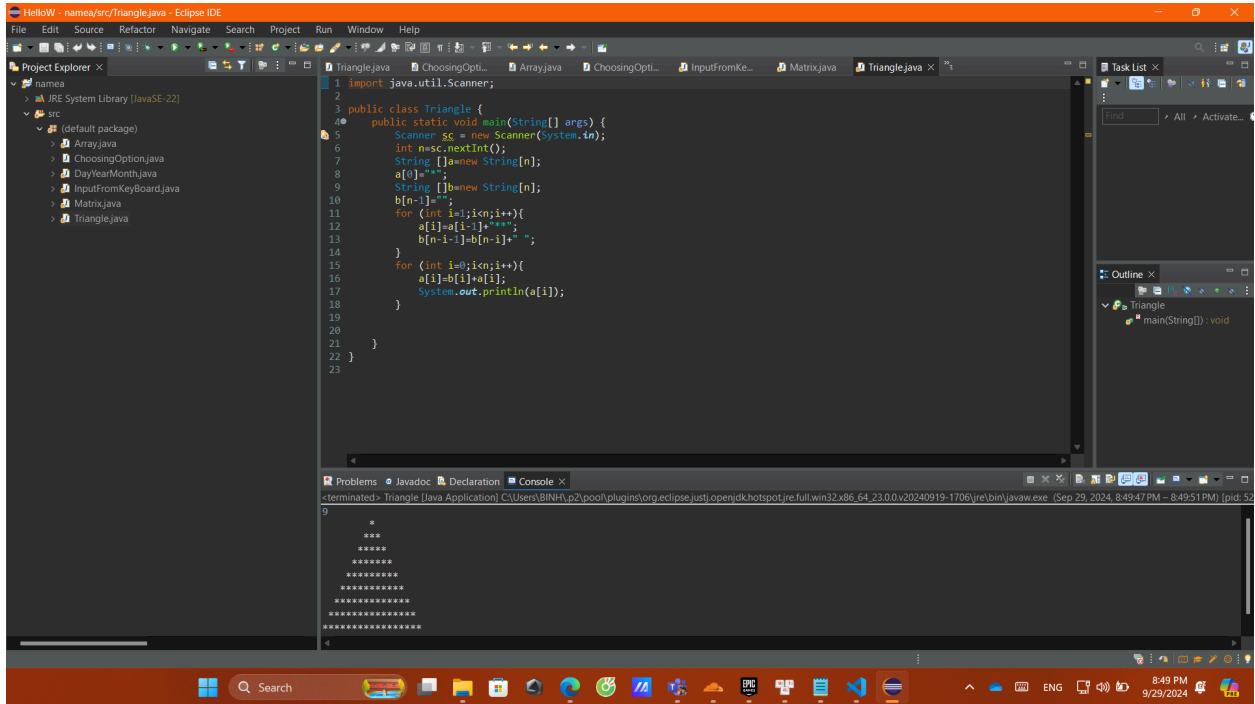 HelloW - namea/src/Triangle.java - Eclipse IDE
File Edit Source Refactor Navigate Search Project Run Window Help
Project Explorer
namea
JRE System Library [JavaSE-22]
src
(default package)
Array.java
ChoosingOption.java
DayYearMonth.java
InputFromKeyBoard.java
Matrix.java
Triangle.java
Triangle.java ChoosingOpti... Array.java ChoosingOpti... InputFromKe... Matrix.java Triangle.java
1 import java.util.Scanner;
2
3 public class Triangle {
4 public static void main(String[] args) {
5 Scanner sc = new Scanner(System.in);
6 int n=sc.nextInt();
7 String []a=new String[n];
8 a[0]="*";
9 String []b=new String[n];
10 b[n-1]="";
11 for (int i=1;i<n;i++){
12 a[i]=a[i-1]+"**";
13 b[n-i-1]=b[n-i]+" ";
14 }
15 for (int i=0;i<n;i++){
16 a[i]=b[i]+a[i];
17 System.out.println(a[i]);
18 }
19
20
21 }
22 }
23
Task List
Find All Activate...
Outline
Triangle
main(String[]) : void
Problems Javadoc Declaration Console
<terminated> Triangle [Java Application] C:\Users\BINH\.p2\pool\plugins\org.eclipse.justj.openjdk.hotspot.jre.full.win32.x86_64_23.0.0.v20240919-1706\jre\bin\javaw.exe (Sep 29, 2024, 8:49:47 PM – 8:49:51 PM) [pid: 52
9
*
***
*****
*******
*********
***********
*************
***************
*****************
Search
EPIC GAMES
ENG
8:49 PM
9/29/2024
PRE